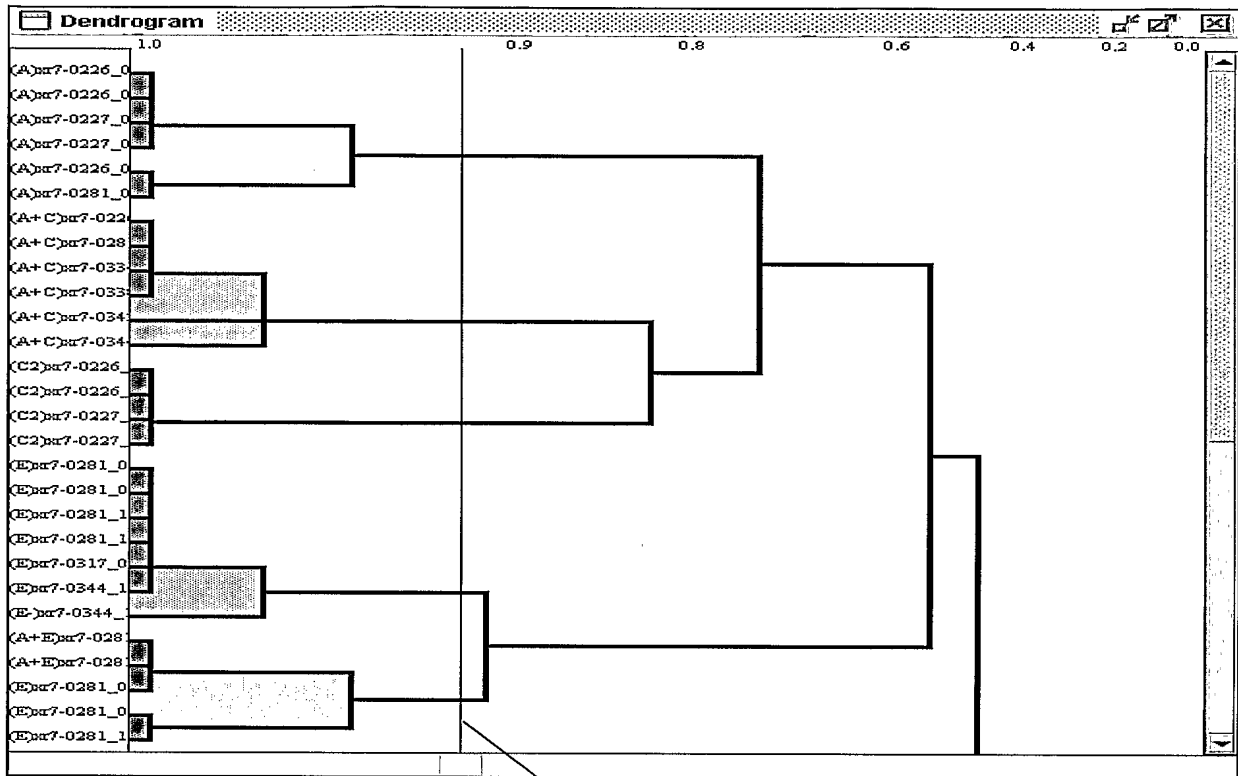 Dendrogram
1.0 0.9 0.8 0.6 0.4 0.2 0.0
(A)xr7-0226_0
(A)xr7-0226_0
(A)xr7-0227_0
(A)xr7-0227_0
(A)xr7-0226_0
(A)xr7-0281_0
(A+C)xr7-022
(A+C)xr7-028
(A+C)xr7-033
(A+C)xr7-033
(A+C)xr7-034
(A+C)xr7-034
(C2)xr7-0226_
(C2)xr7-0226_
(C2)xr7-0227_
(C2)xr7-0227_
(E)xr7-0281_0
(E)xr7-0281_0
(E)xr7-0281_1
(E)xr7-0281_1
(E)xr7-0317_0
(E)xr7-0344_1
(E-)xr7-0344_
(A+E)xr7-028
(A+E)xr7-028
(E)xr7-0281_0
(E)xr7-0281_0
(E)xr7-0281_1